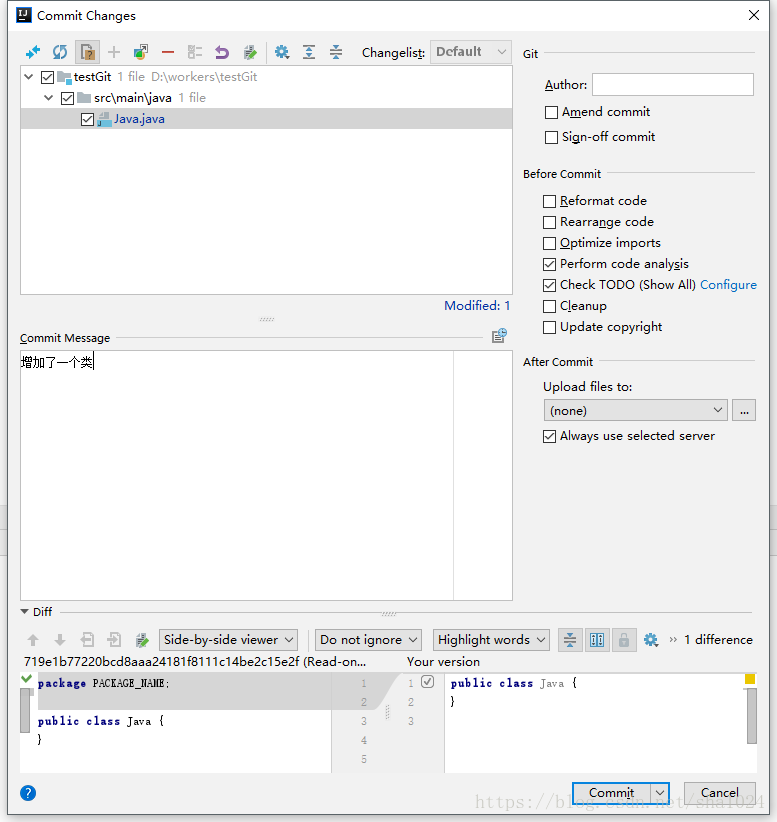 Commit Changes
Changelist: Default
testGit 1 file D:\workers\testGit
src\main\java 1 file
Java.java
Modified: 1
Commit Message
增加了一个类
Git
Author:
Amend commit
Sign-off commit
Before Commit
Reformat code
Rearrange code
Optimize imports
Perform code analysis
Check TODO (Show All) Configure
Cleanup
Update copyright
After Commit
Upload files to:
(none) ...
Always use selected server
Diff
Side-by-side viewer Do not ignore Highlight words 1 difference
719e1b77220bcd8aaa24181f8111c14be2c15e2f (Read-on... Your version
package PACKAGE_NAME; 1 1 public class Java {
2 2 }
public class Java { 3 3
} 4
5
? Commit Cancel